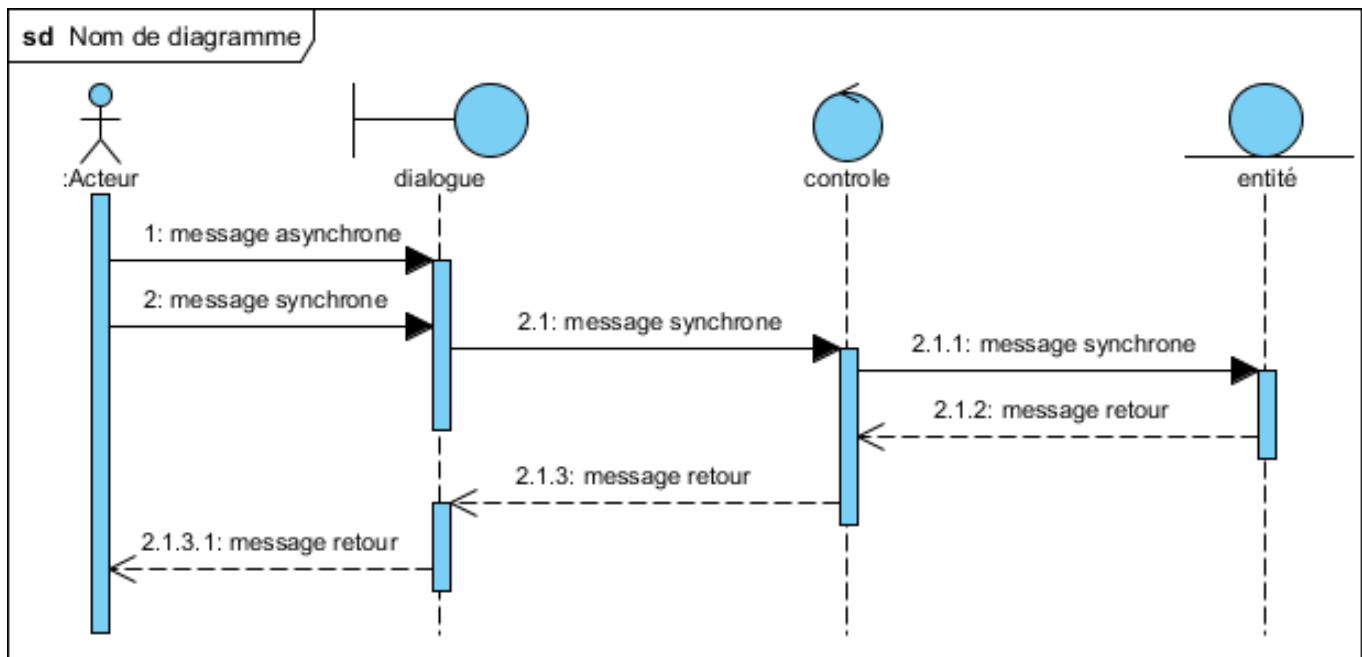 sd Nom de diagramme
:Acteur
dialogue
controle
entité
1: message asynchrone
2: message synchrone
2.1: message synchrone
2.1.1: message synchrone
2.1.2: message retour
2.1.3: message retour
2.1.3.1: message retour